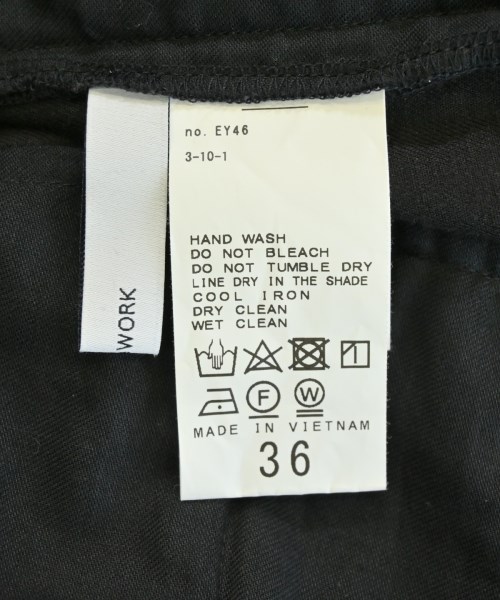 WORK
no. EY46
3-10-1
HAND WASH
DO NOT BLEACH
DO NOT TUMBLE DRY
LINE DRY IN THE SHADE
COOL IRON
DRY CLEAN
WET CLEAN
F W
MADE IN VIETNAM
36